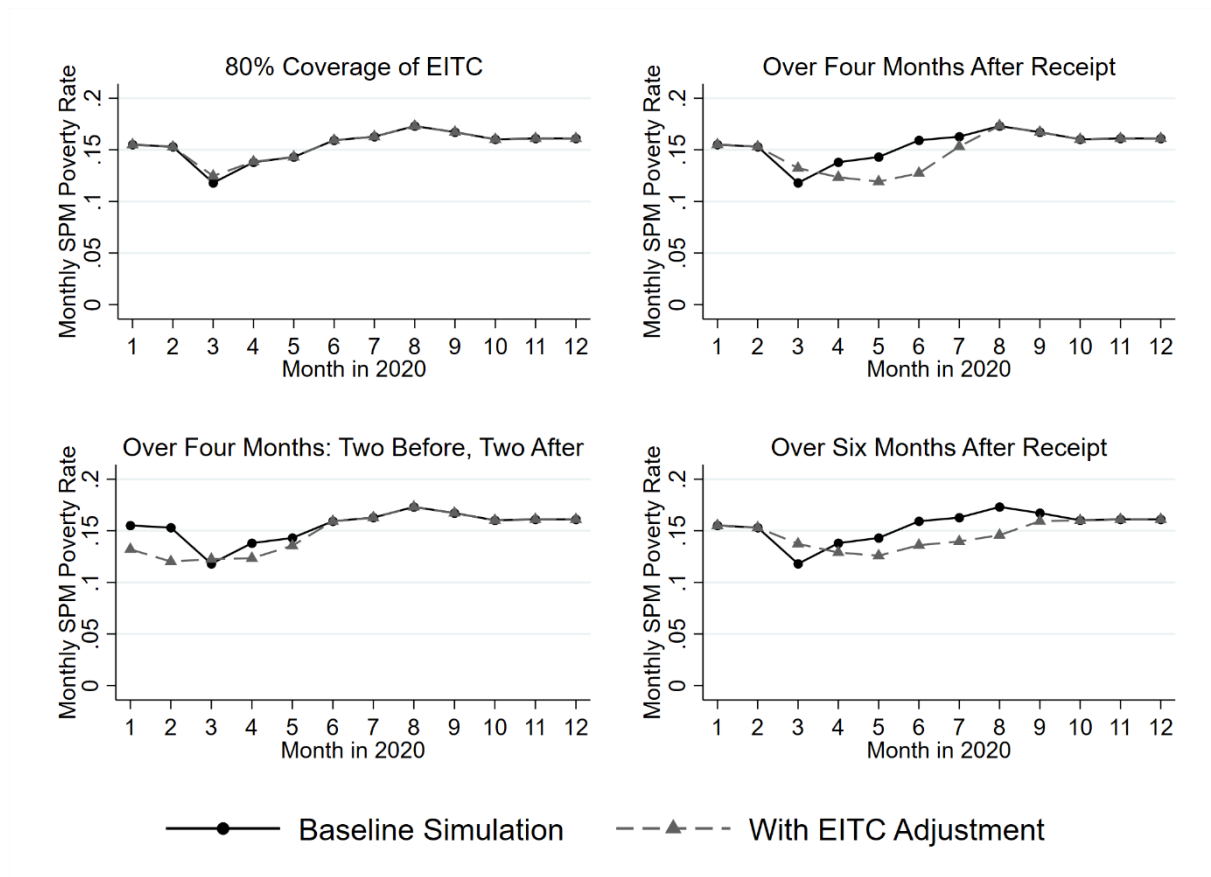 80% Coverage of EITC
Monthly SPM Poverty Rate
.2
.15
.1
.05
0
1 2 3 4 5 6 7 8 9 10 11 12
Month in 2020
Over Four Months After Receipt
Monthly SPM Poverty Rate
.2
.15
.1
.05
0
1 2 3 4 5 6 7 8 9 10 11 12
Month in 2020
Over Four Months: Two Before, Two After
Monthly SPM Poverty Rate
.2
.15
.1
.05
0
1 2 3 4 5 6 7 8 9 10 11 12
Month in 2020
Over Six Months After Receipt
Monthly SPM Poverty Rate
.2
.15
.1
.05
0
1 2 3 4 5 6 7 8 9 10 11 12
Month in 2020
Baseline Simulation
With EITC Adjustment